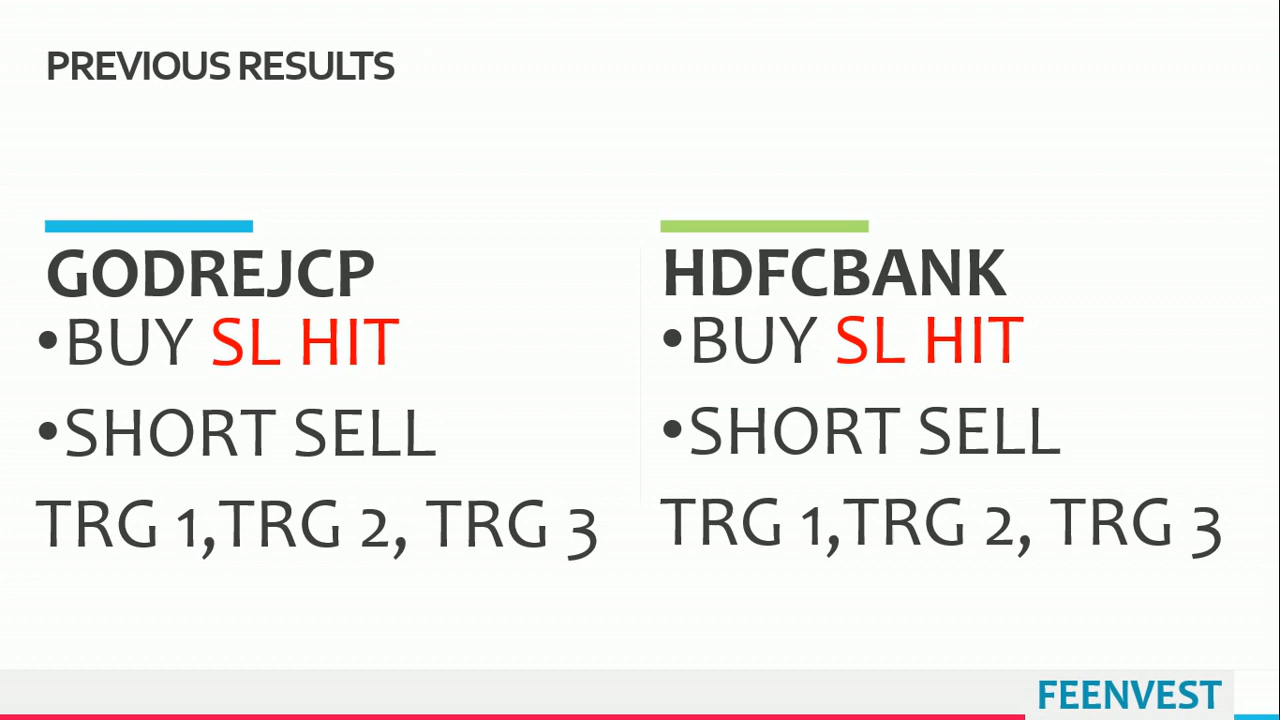 PREVIOUS RESULTS
GODREJCP
•BUY SL HIT
•SHORT SELL
TRG 1,TRG 2, TRG 3
HDFCBANK
•BUY SL HIT
•SHORT SELL
TRG 1,TRG 2, TRG 3
FEENVEST